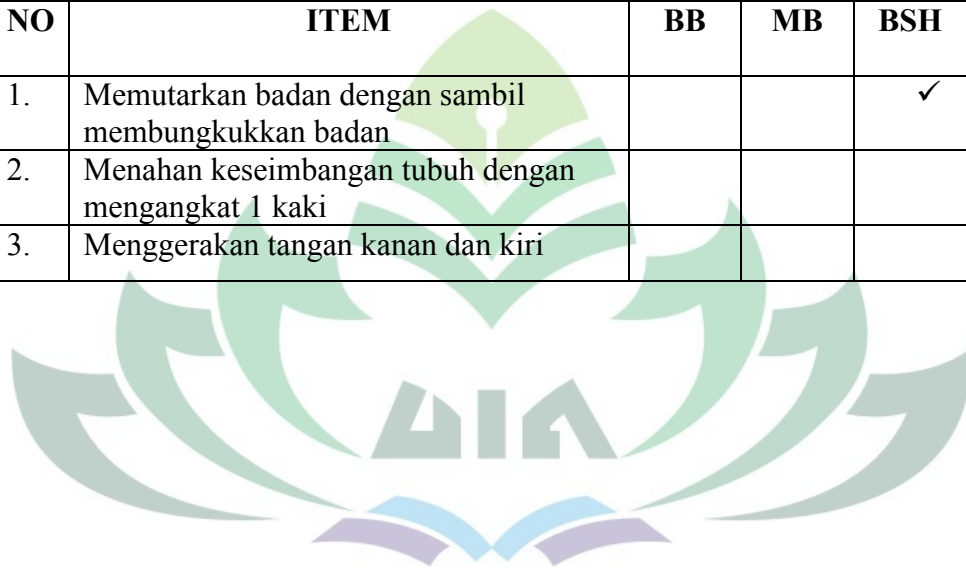 NO ITEM BB MB BSH
1. Memutarkan badan dengan sambil ✓
membungkukkan badan
2. Menahan keseimbangan tubuh dengan
mengangkat 1 kaki
3. Menggerakan tangan kanan dan kiri
UIN